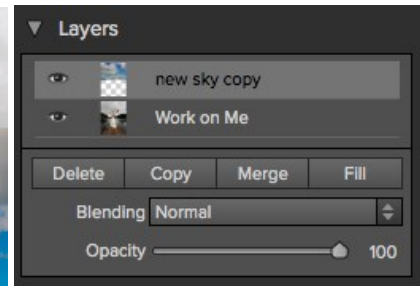 Layers
new sky copy
Work on Me
Delete Copy Merge Fill
Blending Normal
Opacity 100